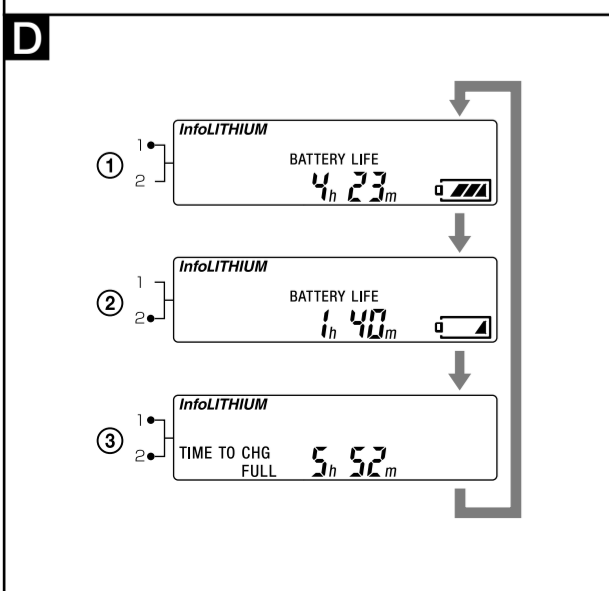 D
InfoLITHIUM
1
① BATTERY LIFE
2 4h 23m
InfoLITHIUM
1
② BATTERY LIFE
2 1h 40m
InfoLITHIUM
1
③
2 TIME TO CHG
FULL 5h 52m